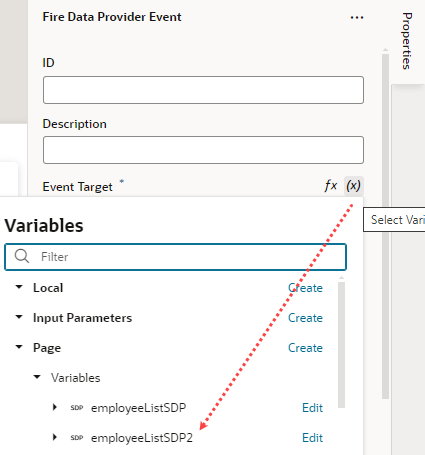 Fire Data Provider Event ...
Properties
ID
Description
Event Target *
fx (x)
Select Vari
Variables
Filter
Local Create
Input Parameters Create
Page Create
Variables
SDP employeeListSDP Edit
SDP employeeListSDP2 Edit